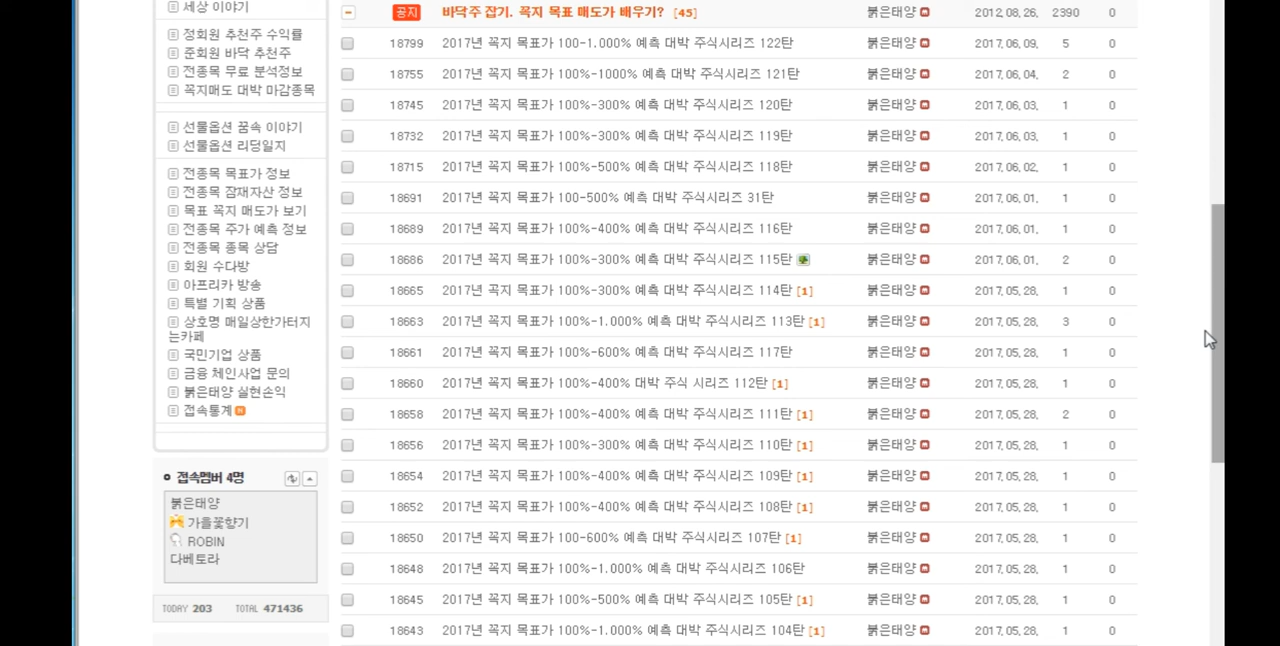 세상 이야기
정회원 추천주 수익률
준회원 바닥 추천주
전종목 무료 분석정보
꼭지매도 대박 마감종목
선물옵션 꿈속 이야기
선물옵션 리딩일지
전종목 목표가 정보
전종목 잠재자산 정보
목표 꼭지 매도가 보기
전종목 주가 예측 정보
전종목 종목 상담
회원 수다방
아프리카 방송
특별 기획 상품
상호명 매일상한가터지
는카페
국민기업 상품
금융 체인사업 문의
붉은태양 실현손익
접속통계
접속멤버 4명
붉은태양
가을꽃향기
ROBIN
다베토라
TODAY 203 TOTAL 471436
공지 바닥주 잡기. 꼭지 목표 매도가 배우기? [45] 붉은태양 2012.08.26. 2390 0
18799 2017년 꼭지 목표가 100-1.000% 예측 대박 주식시리즈 122탄 붉은태양 2017.06.09. 5 0
18755 2017년 꼭지 목표가 100%-1000% 예측 대박 주식시리즈 121탄 붉은태양 2017.06.04. 2 0
18745 2017년 꼭지 목표가 100%-300% 예측 대박 주식시리즈 120탄 붉은태양 2017.06.03. 1 0
18732 2017년 꼭지 목표가 100%-300% 예측 대박 주식시리즈 119탄 붉은태양 2017.06.03. 1 0
18715 2017년 꼭지 목표가 100%-500% 예측 대박 주식시리즈 118탄 붉은태양 2017.06.02. 1 0
18691 2017년 꼭지 목표가 100-500% 예측 대박 주식시리즈 31탄 붉은태양 2017.06.01. 1 0
18689 2017년 꼭지 목표가 100%-400% 예측 대박 주식시리즈 116탄 붉은태양 2017.06.01. 1 0
18686 2017년 꼭지 목표가 100%-300% 예측 대박 주식시리즈 115탄 붉은태양 2017.06.01. 2 0
18665 2017년 꼭지 목표가 100%-300% 예측 대박 주식시리즈 114탄 [1] 붉은태양 2017.05.28. 1 0
18663 2017년 꼭지 목표가 100%-1.000% 예측 대박 주식시리즈 113탄 [1] 붉은태양 2017.05.28. 3 0
18661 2017년 꼭지 목표가 100%-600% 예측 대박 주식시리즈 117탄 붉은태양 2017.05.28. 1 0
18660 2017년 꼭지 목표가 100%-400% 대박 주식 시리즈 112탄 [1] 붉은태양 2017.05.28. 1 0
18658 2017년 꼭지 목표가 100%-400% 예측 대박 주식시리즈 111탄 [1] 붉은태양 2017.05.28. 2 0
18656 2017년 꼭지 목표가 100%-300% 예측 대박 주식시리즈 110탄 [1] 붉은태양 2017.05.28. 1 0
18654 2017년 꼭지 목표가 100%-400% 예측 대박 주식시리즈 109탄 [1] 붉은태양 2017.05.28. 1 0
18652 2017년 꼭지 목표가 100%-400% 예측 대박 주식시리즈 108탄 [1] 붉은태양 2017.05.28. 1 0
18650 2017년 꼭지 목표가 100-600% 예측 대박 주식시리즈 107탄 [1] 붉은태양 2017.05.28. 1 0
18648 2017년 꼭지 목표가 100%-1.000% 예측 대박 주식시리즈 106탄 붉은태양 2017.05.28. 1 0
18645 2017년 꼭지 목표가 100%-500% 예측 대박 주식시리즈 105탄 [1] 붉은태양 2017.05.28. 1 0
18643 2017년 꼭지 목표가 100%-1.000% 예측 대박 주식시리즈 104탄 [1] 붉은태양 2017.05.28. 1 0